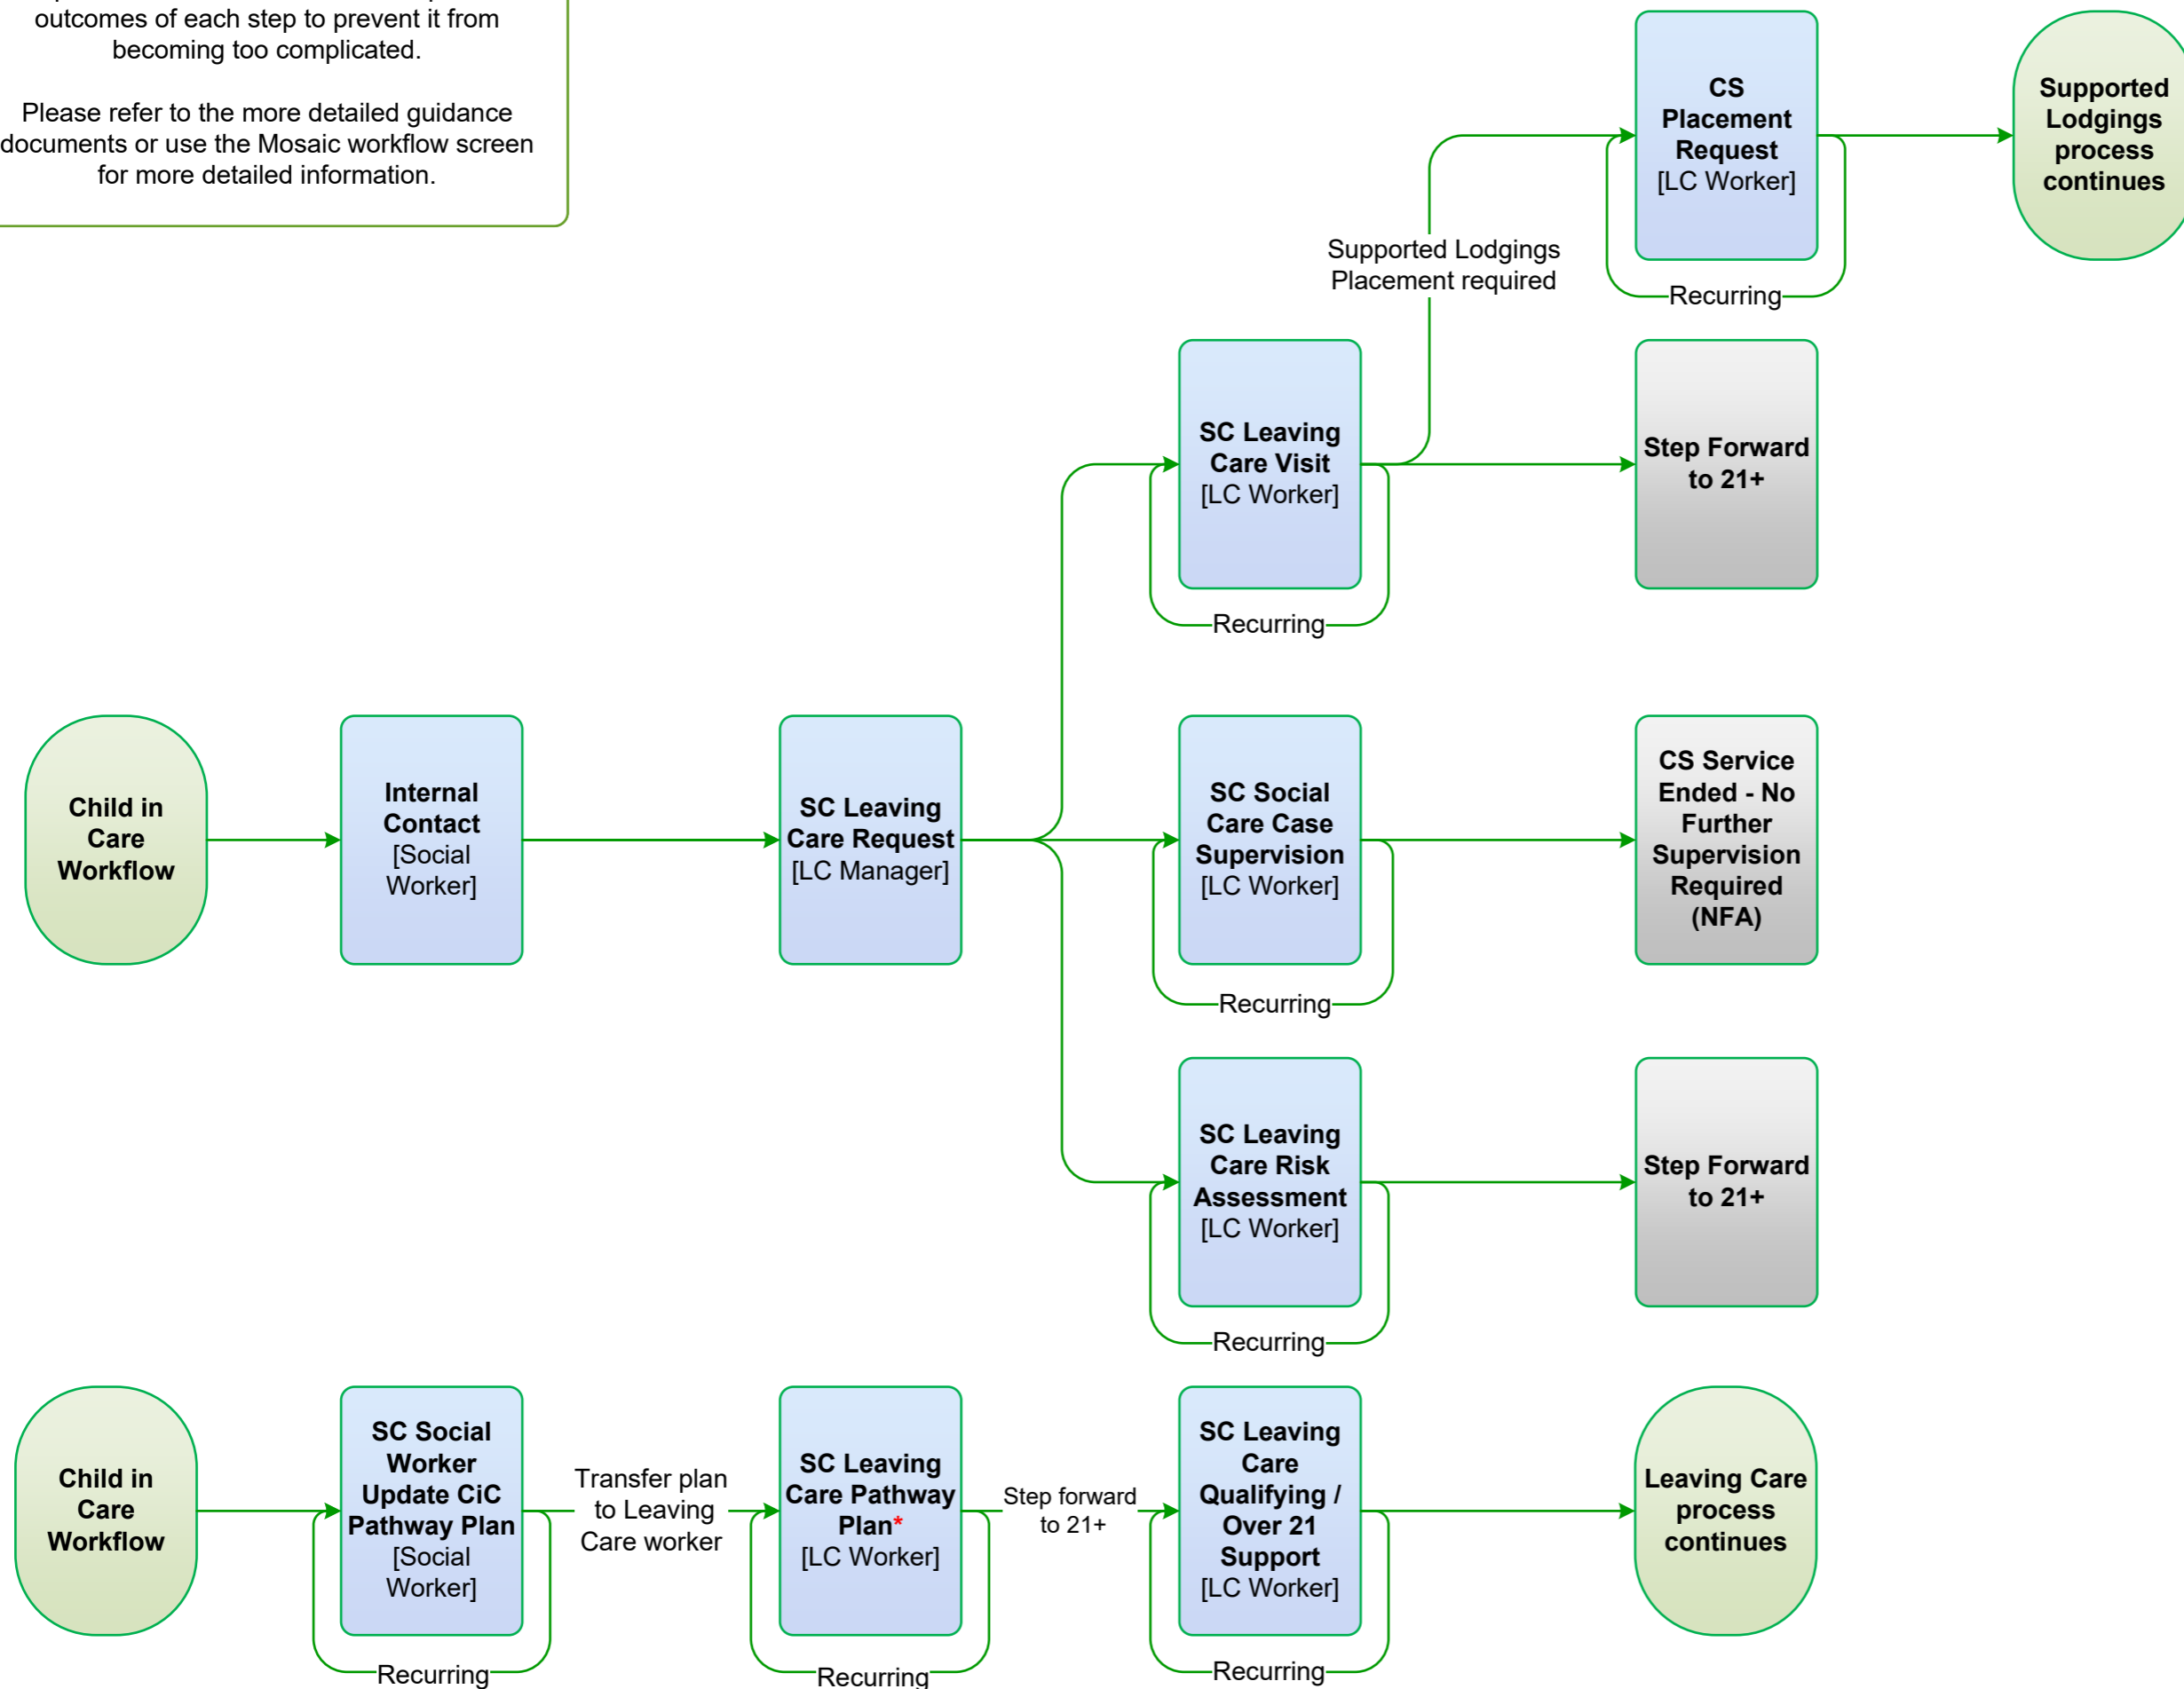 outcomes of each step to prevent it from
becoming too complicated.
Please refer to the more detailed guidance
documents or use the Mosaic workflow screen
for more detailed information.
CS
Placement
Request
[LC Worker]
Recurring
Supported
Lodgings
process
continues
Supported Lodgings
Placement required
SC Leaving
Care Visit
[LC Worker]
Recurring
Step Forward
to 21+
Child in
Care
Workflow
Internal
Contact
[Social
Worker]
SC Leaving
Care Request
[LC Manager]
SC Social
Care Case
Supervision
[LC Worker]
Recurring
CS Service
Ended - No
Further
Supervision
Required
(NFA)
SC Leaving
Care Risk
Assessment
[LC Worker]
Recurring
Step Forward
to 21+
Child in
Care
Workflow
SC Social
Worker
Update CiC
Pathway Plan
[Social
Worker]
Recurring
Transfer plan
to Leaving
Care worker
SC Leaving
Care Pathway
Plan*
[LC Worker]
Recurring
Step forward
to 21+
SC Leaving
Care
Qualifying /
Over 21
Support
[LC Worker]
Recurring
Leaving Care
process
continues